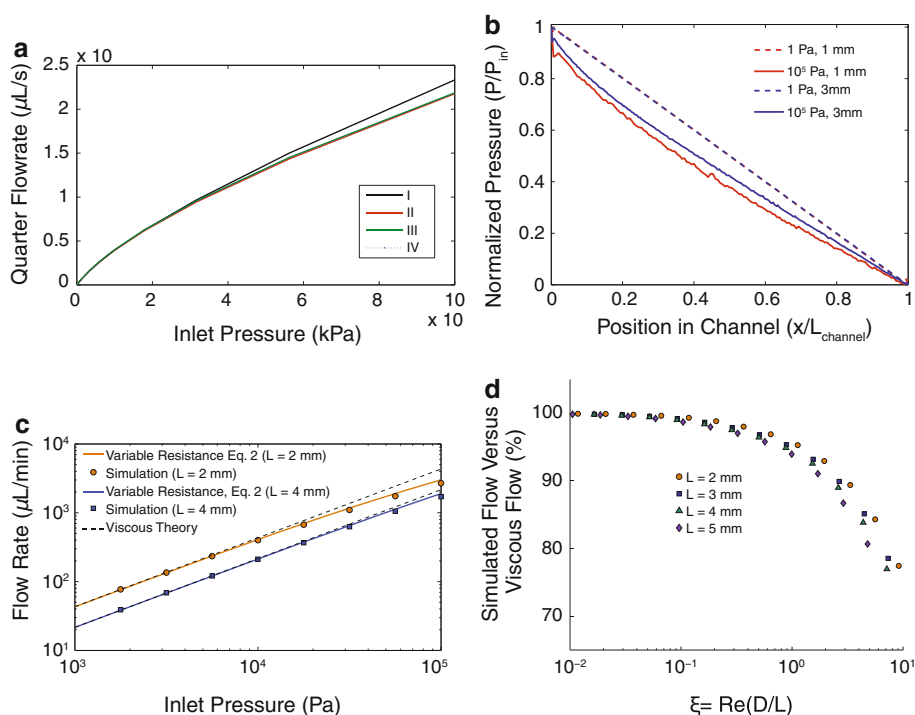 a
x 10
Quarter Flowrate (μL/s)
2.5
2
1.5
1
0.5
0
0 2 4 6 8 10
x 10
Inlet Pressure (kPa)
I
II
III
IV
b
Normalized Pressure (P/P_in)
1
0.8
0.6
0.4
0.2
0
0 0.2 0.4 0.6 0.8 1
Position in Channel (x/L_channel)
1 Pa, 1 mm
10⁵ Pa, 1 mm
1 Pa, 3mm
10⁵ Pa, 3mm
c
Flow Rate (μL/min)
10⁴
10³
10²
10¹
10³ 10⁴ 10⁵
Inlet Pressure (Pa)
Variable Resistance Eq. 2 (L = 2 mm)
Simulation (L = 2 mm)
Variable Resistance, Eq. 2 (L = 4 mm)
Simulation (L = 4 mm)
Viscous Theory
d
Simulated Flow Versus
Viscous Flow (%)
100
90
80
70
10⁻² 10⁻¹ 10⁰ 10¹
ξ= Re(D/L)
L = 2 mm
L = 3 mm
L = 4 mm
L = 5 mm